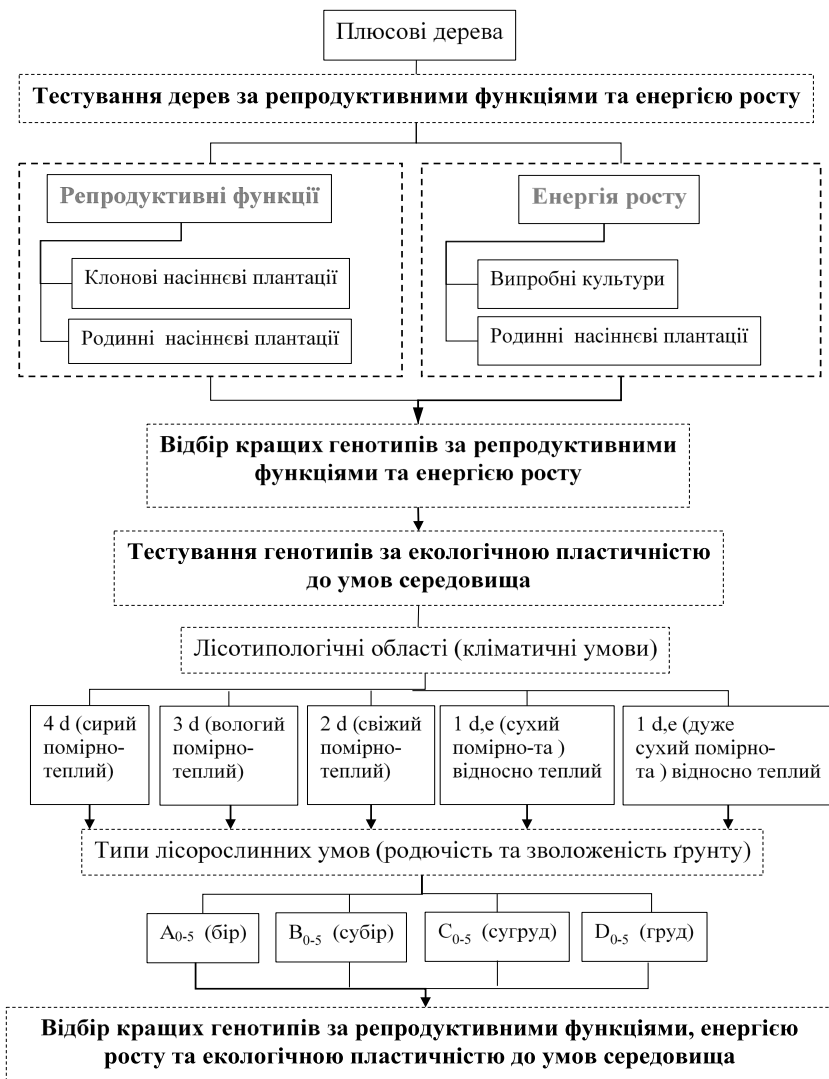 Плюсові дерева
Тестування дерев за репродуктивними функціями та енергією росту
Репродуктивні функції
Клонові насіннєві плантації
Родинні насіннєві плантації
Енергія росту
Випробні культури
Родинні насіннєві плантації
Відбір кращих генотипів за репродуктивними
функціями та енергією росту
Тестування генотипів за екологічною пластичністю
до умов середовища
Лісотипологічні області (кліматичні умови)
4 d (сирий
помірно-
теплий)
3 d (вологий
помірно-
теплий)
2 d (свіжий
помірно-
теплий)
1 d,e (сухий
помірно-та )
відносно теплий
1 d,e (дуже
сухий помірно-
та ) відносно теплий
Типи лісорослинних умов (родючість та зволоженість ґрунту)
A0-5 (бір)
B0-5 (субір)
C0-5 (сугруд)
D0-5 (груд)
Відбір кращих генотипів за репродуктивними функціями, енергією
росту та екологічною пластичністю до умов середовища